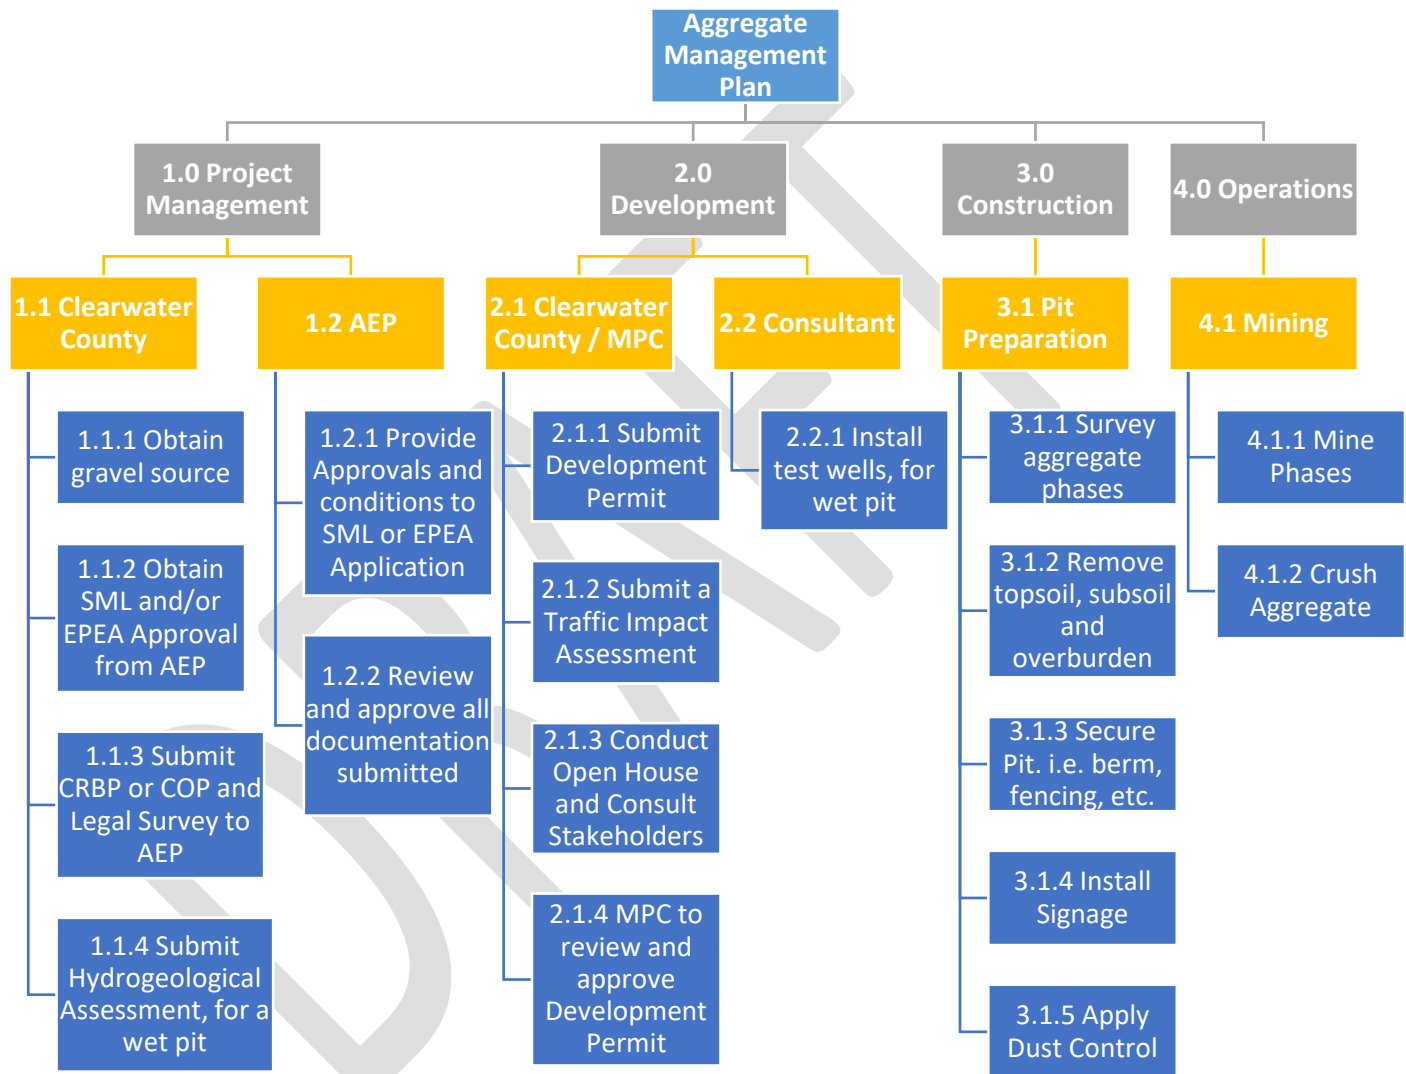 Aggregate
Management
Plan
1.0 Project
Management
2.0
Development
3.0
Construction
4.0 Operations
1.1 Clearwater
County
1.2 AEP
2.1 Clearwater
County / MPC
2.2 Consultant
3.1 Pit
Preparation
4.1 Mining
1.1.1 Obtain
gravel source
1.1.2 Obtain
SML and/or
EPEA Approval
from AEP
1.1.3 Submit
CRBP or COP and
Legal Survey to
AEP
1.1.4 Submit
Hydrogeological
Assessment, for a
wet pit
1.2.1 Provide
Approvals and
conditions to
SML or EPEA
Application
1.2.2 Review
and approve all
documentation
submitted
2.1.1 Submit
Development
Permit
2.1.2 Submit a
Traffic Impact
Assessment
2.1.3 Conduct
Open House
and Consult
Stakeholders
2.1.4 MPC to
review and
approve
Development
Permit
2.2.1 Install
test wells, for
wet pit
3.1.1 Survey
aggregate
phases
3.1.2 Remove
topsoil, subsoil
and
overburden
3.1.3 Secure
Pit. i.e. berm,
fencing, etc.
3.1.4 Install
Signage
3.1.5 Apply
Dust Control
4.1.1 Mine
Phases
4.1.2 Crush
Aggregate
DRAFT